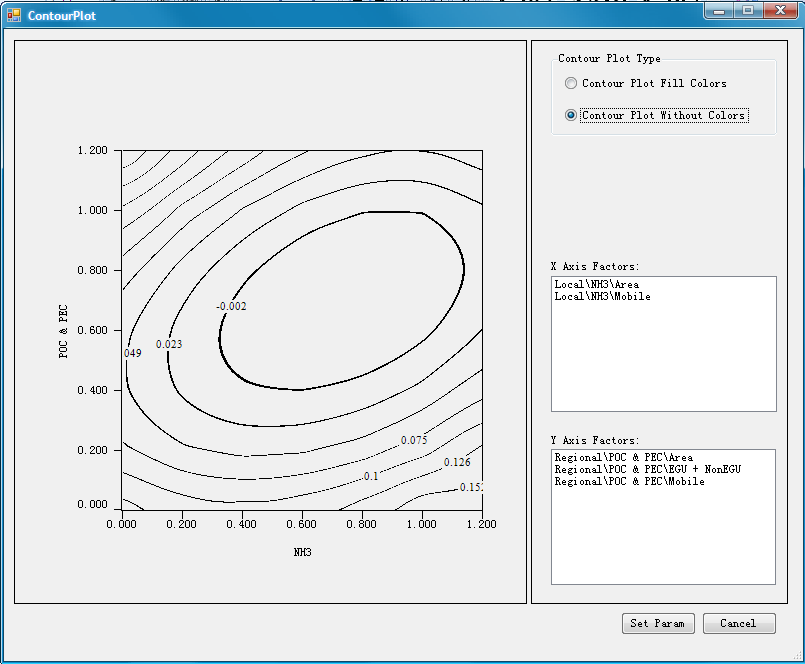 ContourPlot
Contour Plot Type
Contour Plot Fill Colors
Contour Plot Without Colors
1.200
1.000
0.800
0.600
0.400
0.200
0.000
POC & PEC
-0.002
0.023
049
0.075
0.126
0.1
0.152
0.000 0.200 0.400 0.600 0.800 1.000 1.200
NH3
X Axis Factors:
Local\NH3\Area
Local\NH3\Mobile
Y Axis Factors:
Regional\POC & PEC\Area
Regional\POC & PEC\EGU + NonEGU
Regional\POC & PEC\Mobile
Set Param
Cancel